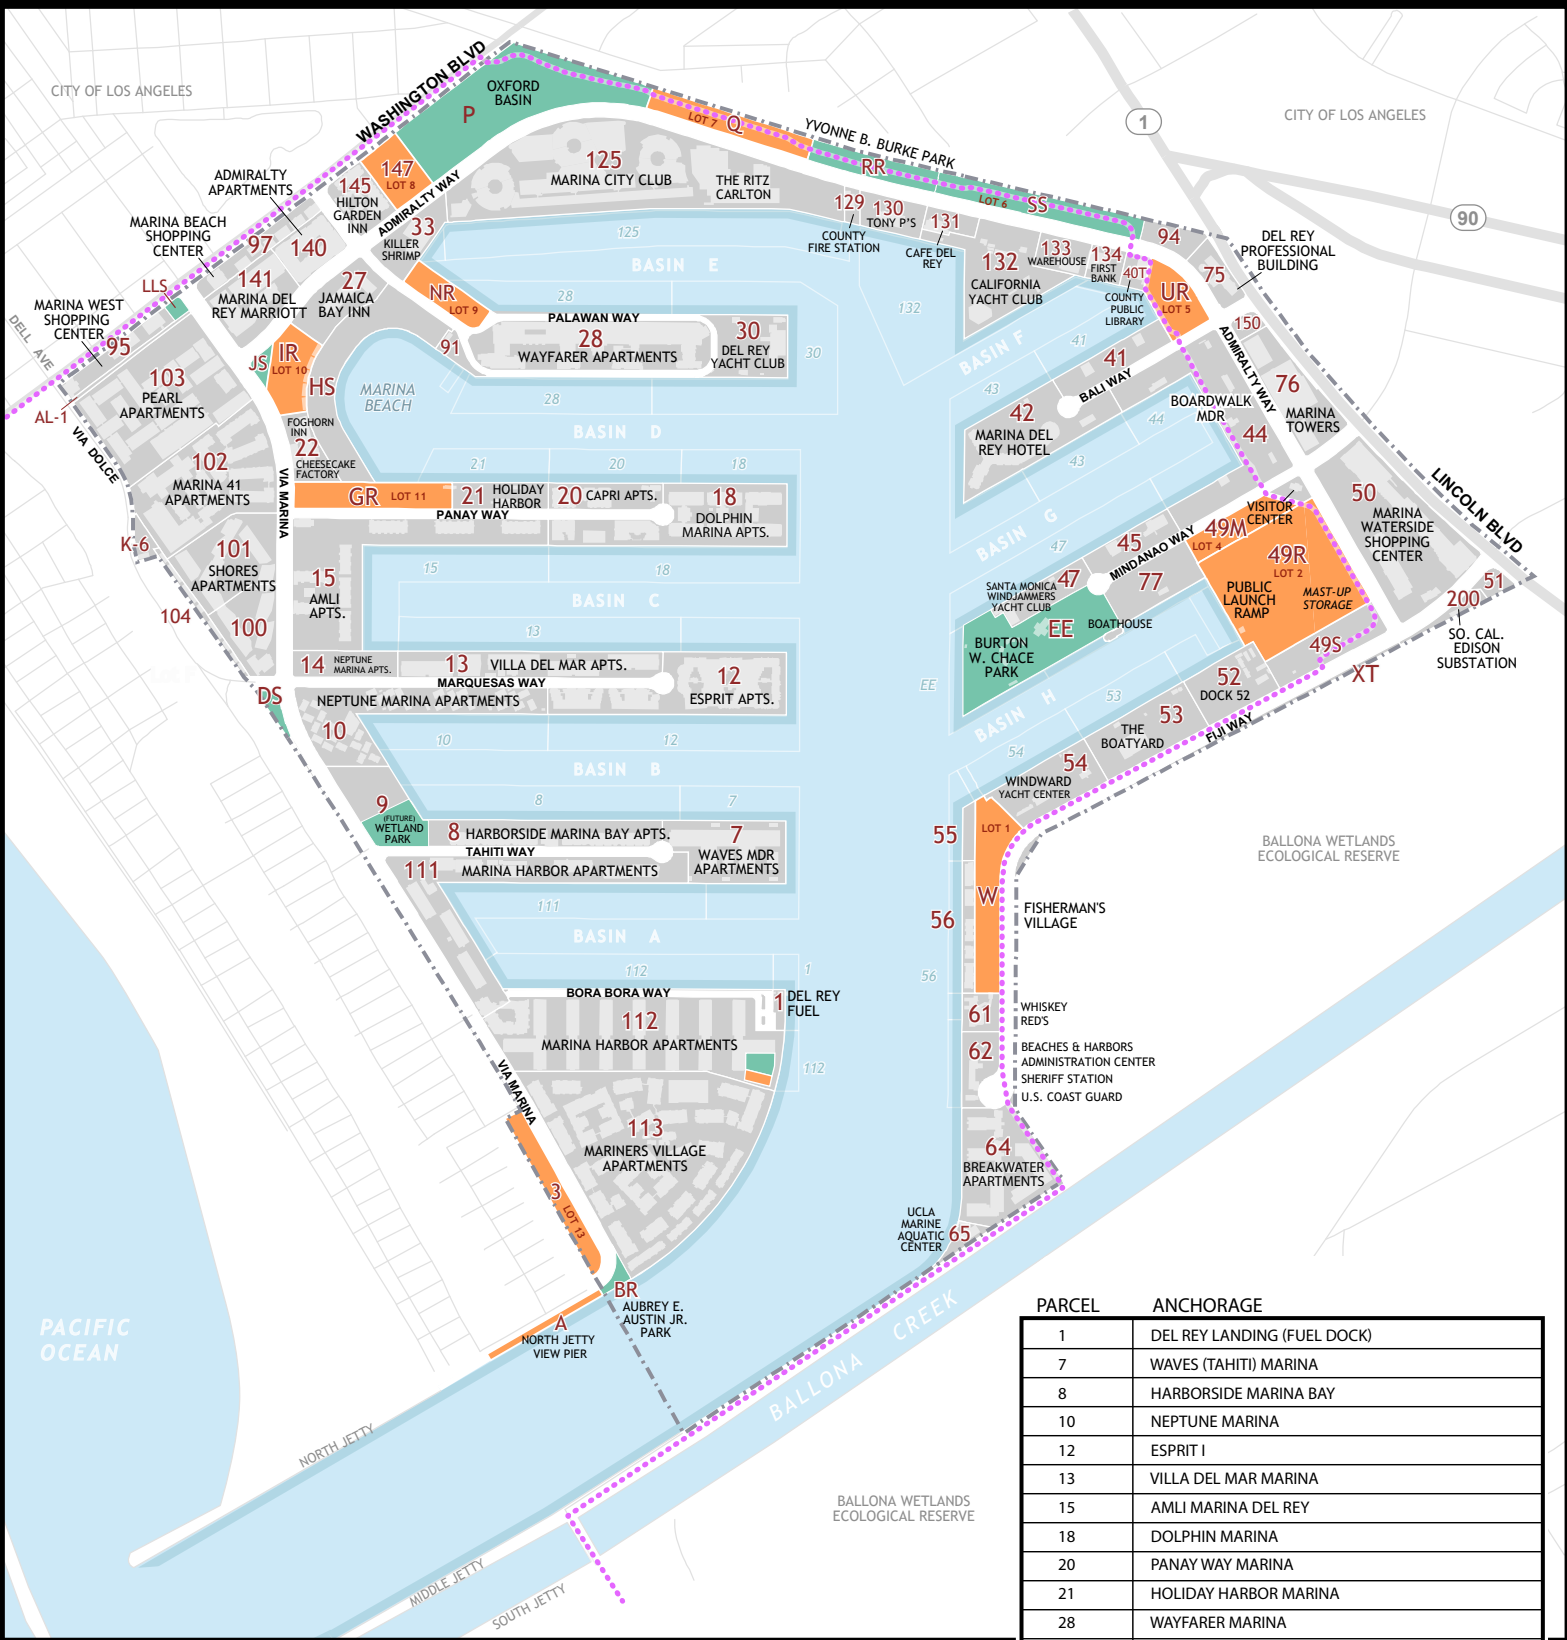 CITY OF LOS ANGELES
WASHINGTON BLVD
P
OXFORD
BASIN
LOT 7
Q
YVONNE B. BURKE PARK
1
CITY OF LOS ANGELES
RR
LOT 6
SS
90
ADMIRALTY
APARTMENTS
145
HILTON
GARDEN
INN
147
LOT 8
ADMIRALTY WAY
125
MARINA CITY CLUB
THE RITZ
CARLTON
MARINA BEACH
SHOPPING
CENTER
97
140
33
KILLER
SHRIMP
125
BASIN E
129
COUNTY
FIRE STATION
130
TONY P'S
131
CAFE DEL
REY
132
CALIFORNIA
YACHT CLUB
133
WAREHOUSE
134
FIRST
BANK
40T
COUNTY
PUBLIC
LIBRARY
94
75
DEL REY
PROFESSIONAL
BUILDING
LLS
141
MARINA DEL
REY MARRIOTT
27
JAMAICA
BAY INN
NR
LOT 9
28
132
UR
LOT 5
MARINA WEST
SHOPPING
CENTER
95
DELL AVE
PALAWAN WAY
28
WAYFARER APARTMENTS
30
DEL REY
YACHT CLUB
30
91
BASIN F
41
41
BALI WAY
150
ADMIRALTY WAY
JS
IR
LOT 10
HS
MARINA
BEACH
28
43
42
MARINA DEL
REY HOTEL
76
MARINA
TOWERS
BOARDWALK
MDR
44
44
AL-1
103
PEARL
APARTMENTS
VIA DOLCE
FOGHORN
INN
22
CHEESECAKE
FACTORY
BASIN D
21
20
18
43
102
MARINA 41
APARTMENTS
VIA MARINA
GR
LOT 11
21
HOLIDAY
HARBOR
20
CAPRI APTS.
18
DOLPHIN
MARINA APTS.
PANAY WAY
BASIN G
47
VISITOR
CENTER
50
MARINA
WATERSIDE
SHOPPING
CENTER
LINCOLN BLVD
K-6
101
SHORES
APARTMENTS
15
AMLI
APTS.
15
18
45
MINDANAO WAY
49M
LOT 4
49R
LOT 2
PUBLIC
LAUNCH
RAMP
MAST-UP
STORAGE
SANTA MONICA
WINDJAMMERS
YACHT CLUB
47
77
51
200
SO. CAL.
EDISON
SUBSTATION
104
100
BASIN C
13
EE
BURTON
W. CHACE
PARK
BOATHOUSE
49S
XT
14
NEPTUNE
MARINA APTS.
13
VILLA DEL MAR APTS.
MARQUESAS WAY
12
ESPRIT APTS.
EE
52
DOCK 52
DS
NEPTUNE MARINA APARTMENTS
10
BASIN H
53
53
THE
BOATYARD
FIJI WAY
10
12
54
54
WINDWARD
YACHT CENTER
BASIN B
9
(FUTURE)
WETLAND
PARK
8
7
8
HARBORSIDE MARINA BAY APTS.
TAHITI WAY
7
WAVES MDR
APARTMENTS
55
LOT 1
BALLONA WETLANDS
ECOLOGICAL RESERVE
111
MARINA HARBOR APARTMENTS
111
56
W
FISHERMAN'S
VILLAGE
BASIN A
112
1
56
BORA BORA WAY
1
DEL REY
FUEL
112
MARINA HARBOR APARTMENTS
112
61
WHISKEY
RED'S
62
BEACHES & HARBORS
ADMINISTRATION CENTER
SHERIFF STATION
U.S. COAST GUARD
VIA MARINA
113
MARINERS VILLAGE
APARTMENTS
64
BREAKWATER
APARTMENTS
3
LOT 13
UCLA
MARINE
AQUATIC
CENTER
65
BR
AUBREY E.
AUSTIN JR.
PARK
A
NORTH JETTY
VIEW PIER
PACIFIC
OCEAN
BALLONA CREEK
NORTH JETTY
MIDDLE JETTY
SOUTH JETTY
BALLONA WETLANDS
ECOLOGICAL RESERVE
PARCEL ANCHORAGE
1 DEL REY LANDING (FUEL DOCK)
7 WAVES (TAHITI) MARINA
8 HARBORSIDE MARINA BAY
10 NEPTUNE MARINA
12 ESPRIT I
13 VILLA DEL MAR MARINA
15 AMLI MARINA DEL REY
18 DOLPHIN MARINA
20 PANAY WAY MARINA
21 HOLIDAY HARBOR MARINA
28 WAYFARER MARINA